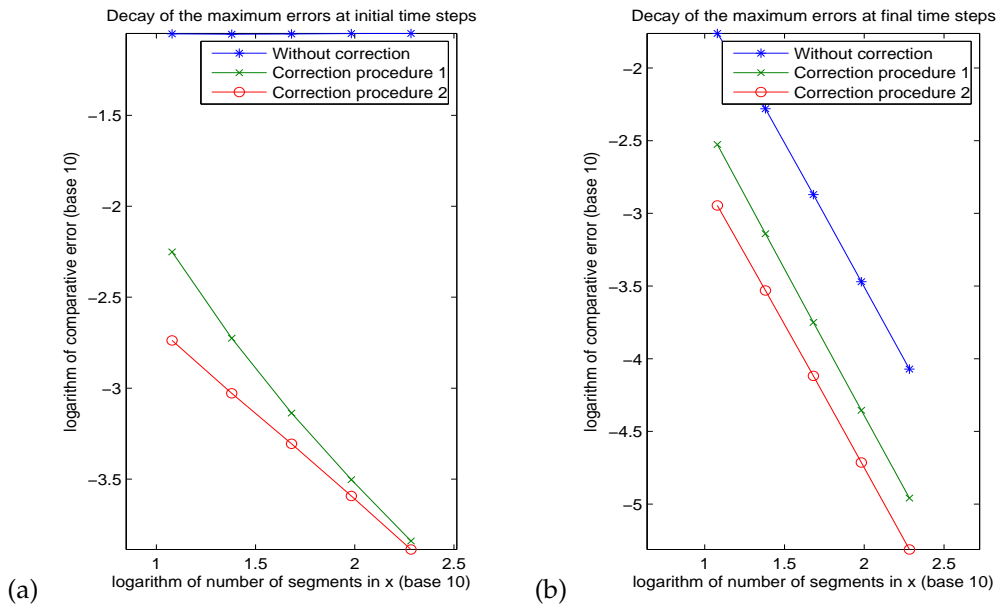 Decay of the maximum errors at initial time steps
Without correction
Correction procedure 1
Correction procedure 2
logarithm of comparative error (base 10)
−1.5
−2
−2.5
−3
−3.5
1
1.5
2
2.5
logarithm of number of segments in x (base 10)
(a)
Decay of the maximum errors at final time steps
Without correction
Correction procedure 1
Correction procedure 2
logarithm of comparative error (base 10)
−2
−2.5
−3
−3.5
−4
−4.5
−5
1
1.5
2
2.5
logarithm of number of segments in x (base 10)
(b)